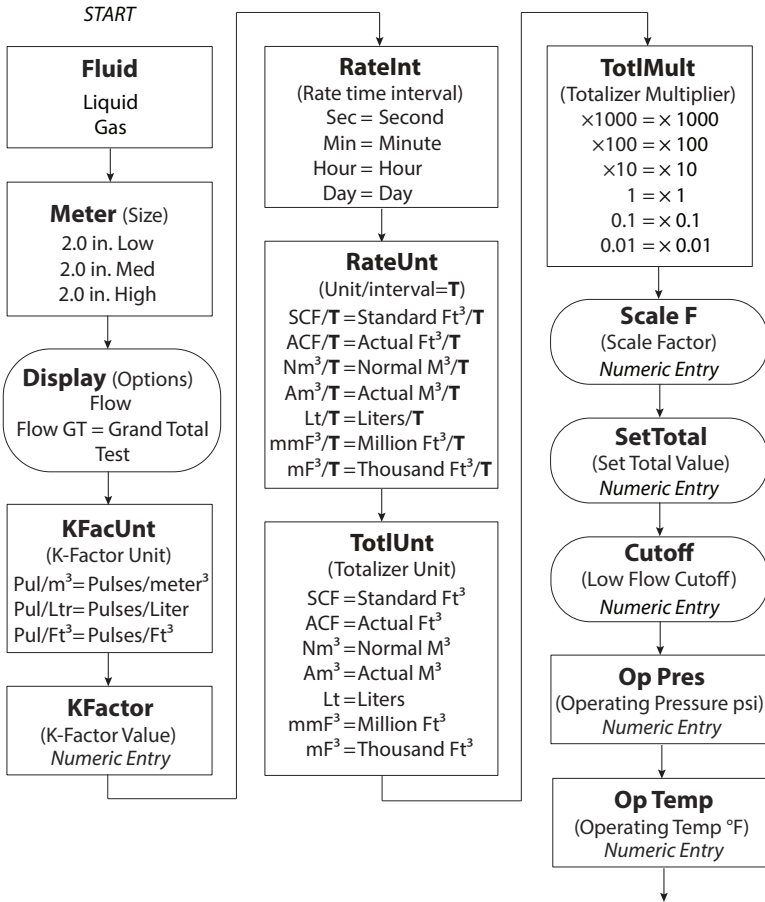 START
Fluid
Liquid
Gas
Meter (Size)
2.0 in. Low
2.0 in. Med
2.0 in. High
Display (Options)
Flow
Flow GT = Grand Total
Test
KFacUnt
(K-Factor Unit)
Pul/m³ = Pulses/meter³
Pul/Ltr = Pulses/Liter
Pul/Ft³ = Pulses/Ft³
KFactor
(K-Factor Value)
Numeric Entry
RateInt
(Rate time interval)
Sec = Second
Min = Minute
Hour = Hour
Day = Day
RateUnt
(Unit/interval=T)
SCF/T = Standard Ft³/T
ACF/T = Actual Ft³/T
Nm³/T = Normal M³/T
Am³/T = Actual M³/T
Lt/T = Liters/T
mmF³/T = Million Ft³/T
mF³/T = Thousand Ft³/T
TotlUnt
(Totalizer Unit)
SCF = Standard Ft³
ACF = Actual Ft³
Nm³ = Normal M³
Am³ = Actual M³
Lt = Liters
mmF³ = Million Ft³
mF³ = Thousand Ft³
TotlMult
(Totalizer Multiplier)
×1000 = × 1000
×100 = × 100
×10 = × 10
1 = × 1
0.1 = × 0.1
0.01 = × 0.01
Scale F
(Scale Factor)
Numeric Entry
SetTotal
(Set Total Value)
Numeric Entry
Cutoff
(Low Flow Cutoff)
Numeric Entry
Op Pres
(Operating Pressure psi)
Numeric Entry
Op Temp
(Operating Temp °F)
Numeric Entry